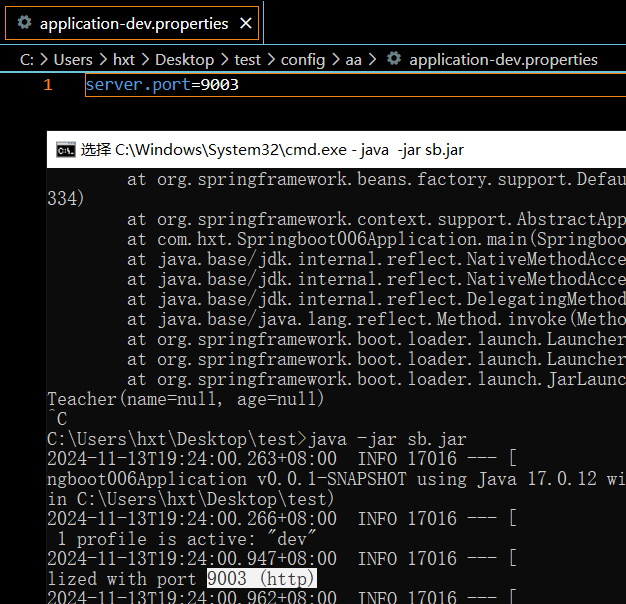 application-dev.properties ×
C: > Users > hxt > Desktop > test > config > aa > application-dev.properties
1 server.port=9003
选择 C:\Windows\System32\cmd.exe - java  -jar sb.jar
at org.springframework.beans.factory.support.Defau
334)
at org.springframework.context.support.AbstractApp
at com.hxt.Springboot006Application.main(Springboo
at java.base/jdk.internal.reflect.NativeMethodAcce
at java.base/jdk.internal.reflect.NativeMethodAcce
at java.base/jdk.internal.reflect.DelegatingMethod
at java.base/java.lang.reflect.Method.invoke(Metho
at org.springframework.boot.loader.launch.Launcher
at org.springframework.boot.loader.launch.Launcher
at org.springframework.boot.loader.launch.JarLaunc
Teacher(name=null, age=null)
^C
C:\Users\hxt\Desktop\test>java -jar sb.jar
2024-11-13T19:24:00.263+08:00  INFO 17016 --- [
ngboot006Application v0.0.1-SNAPSHOT using Java 17.0.12 wi
in C:\Users\hxt\Desktop\test)
2024-11-13T19:24:00.266+08:00  INFO 17016 --- [
1 profile is active: "dev"
2024-11-13T19:24:00.947+08:00  INFO 17016 --- [
lized with port 9003 (http)
2024-11-13T19:24:00.962+08:00  INFO 17016 --- [